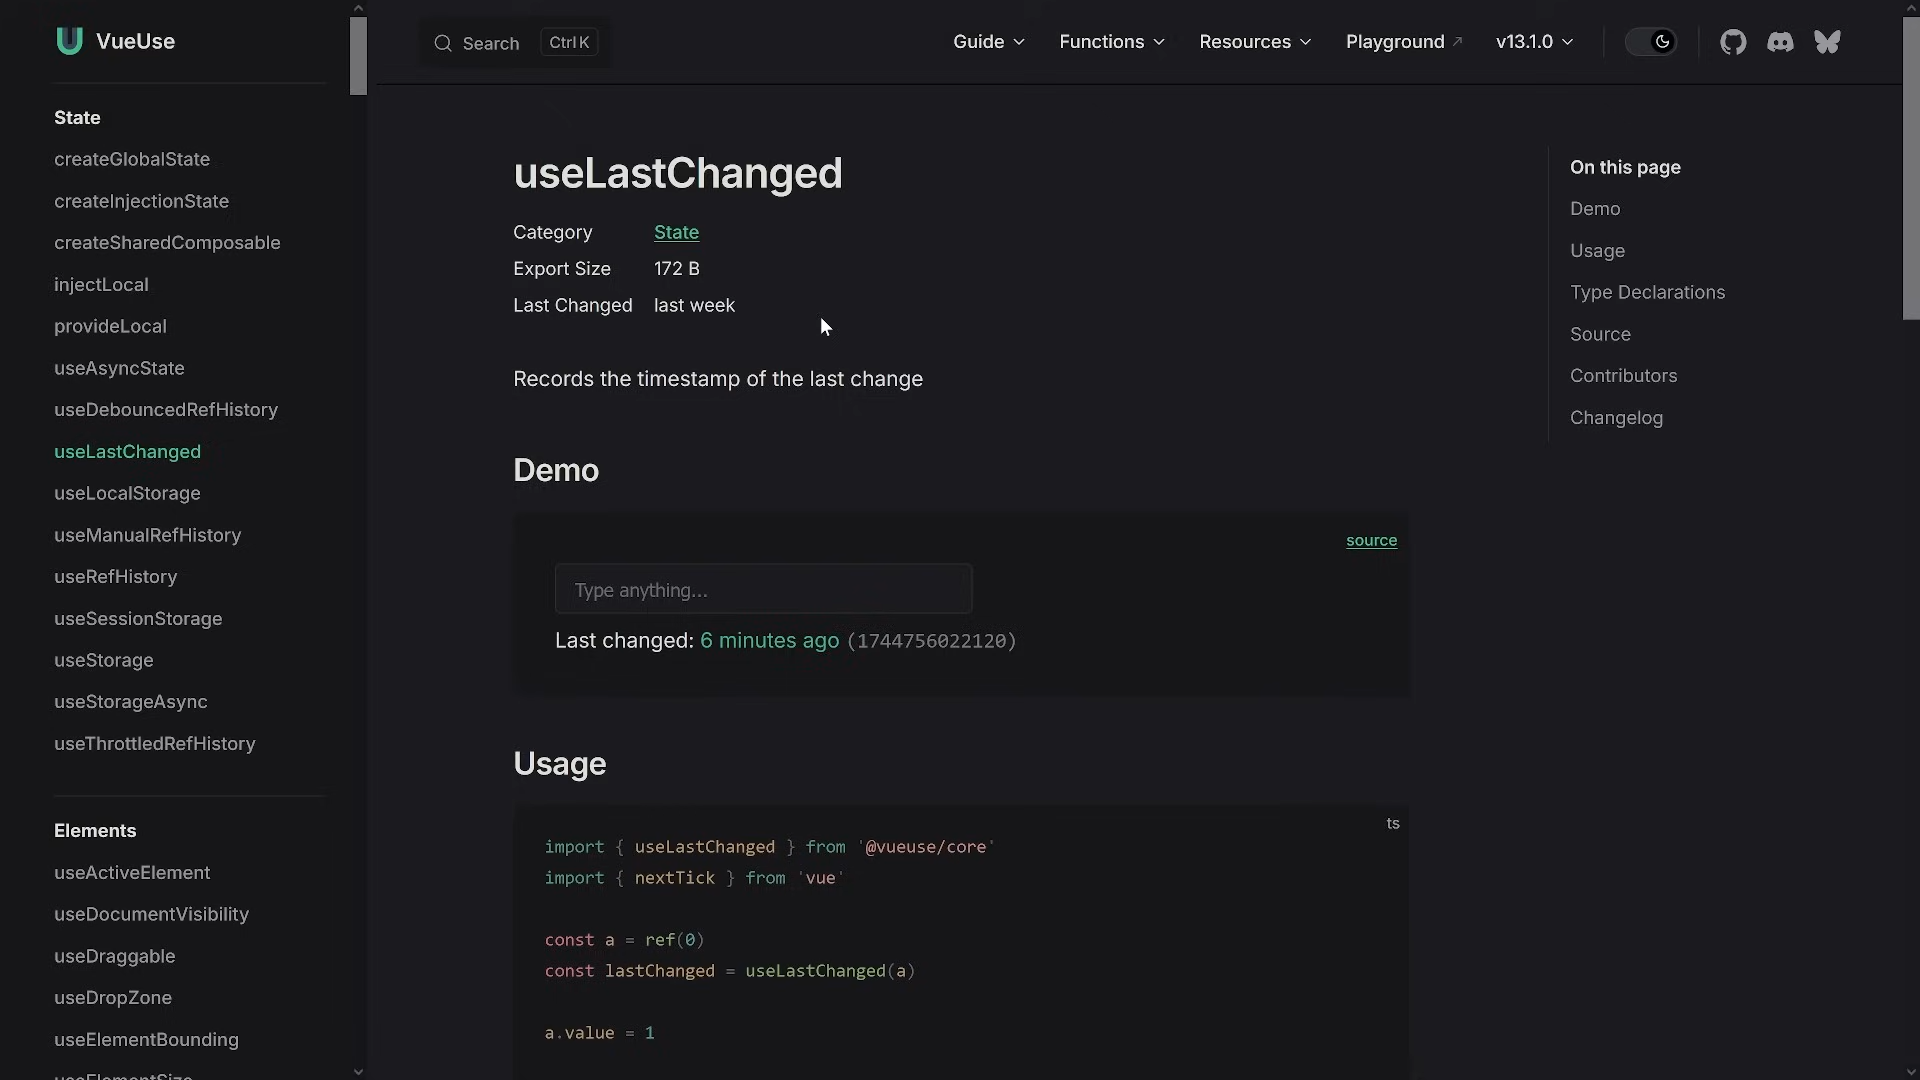 VueUse
Search
Ctrl K
Guide
Functions
Resources
Playground
v13.1.0
State
createGlobalState
createInjectionState
createSharedComposable
injectLocal
provideLocal
useAsyncState
useDebouncedRefHistory
useLastChanged
useLocalStorage
useManualRefHistory
useRefHistory
useSessionStorage
useStorage
useStorageAsync
useThrottledRefHistory
Elements
useActiveElement
useDocumentVisibility
useDraggable
useDropZone
useElementBounding
useElementSize
useLastChanged
Category State
Export Size 172 B
Last Changed last week
Records the timestamp of the last change
Demo
source
Type anything...
Last changed: 6 minutes ago (1744756022120)
Usage
ts
import { useLastChanged } from '@vueuse/core'
import { nextTick } from 'vue'
const a = ref(0)
const lastChanged = useLastChanged(a)
a.value = 1
On this page
Demo
Usage
Type Declarations
Source
Contributors
Changelog